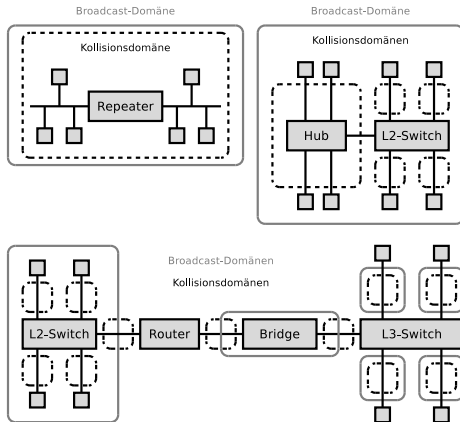 Broadcast-Domäne
Broadcast-Domäne
Kollisionsdomäne
Kollisionsdomänen
Repeater
Hub
L2-Switch
Broadcast-Domänen
Kollisionsdomänen
L2-Switch
Router
Bridge
L3-Switch